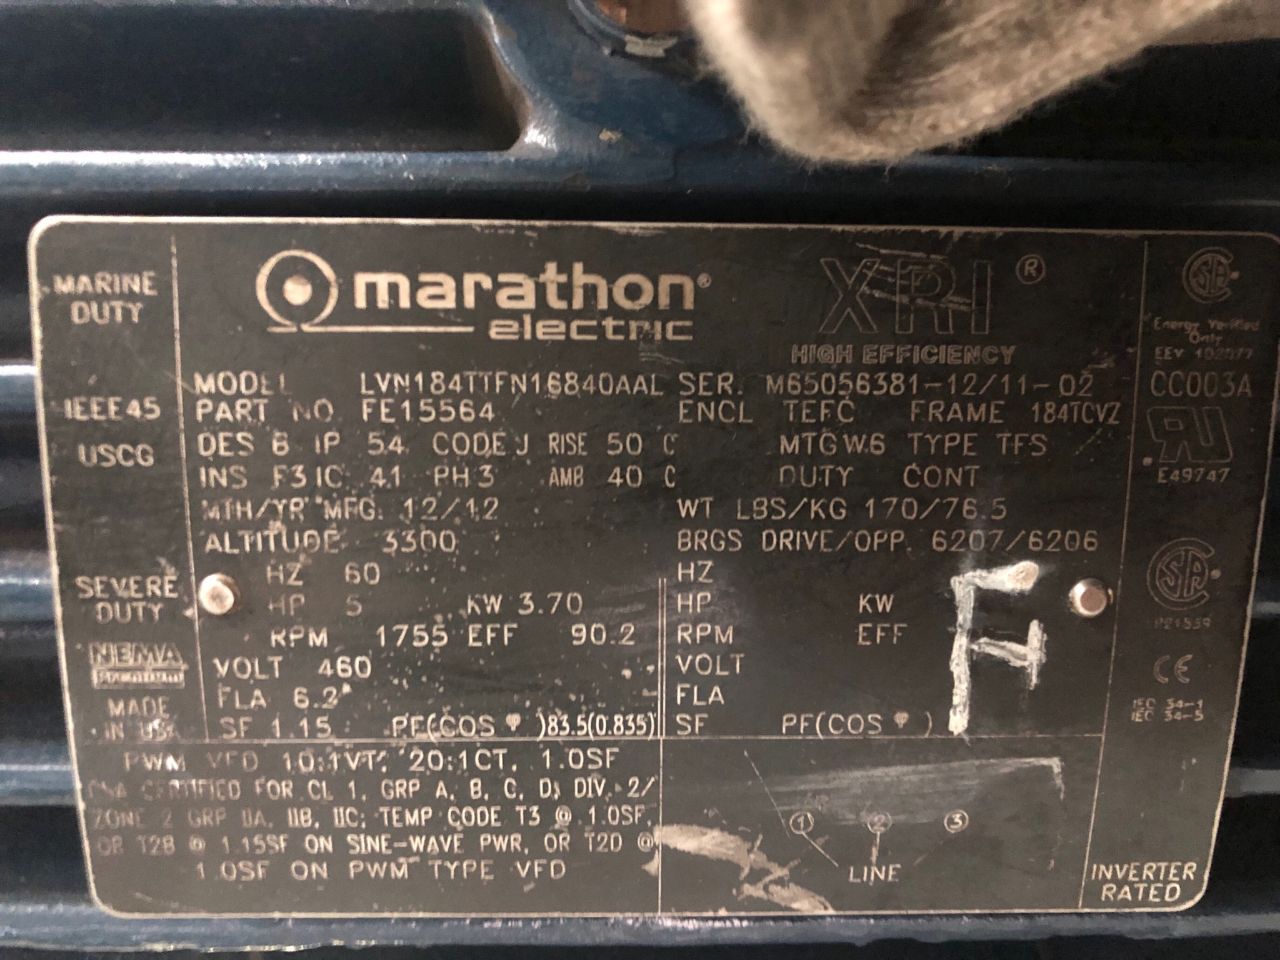 MARINE
DUTY
IEEE45
USCG
SEVERE
DUTY
NEMA
Premium
MADE
IN USA
marathon®
electric
XRI®
HIGH EFFICIENCY
MODEL LVN184TTFN16840AAL SER. M65056381-12/11-02
PART NO FE15564 ENCL TEFC FRAME 184TCVZ
DES B IP 54 CODE J RISE 50 C MTG W6 TYPE TFS
INS F3 IC 41 PH 3 AMB 40 C DUTY CONT
MTH/YR MFG. 12/12 WT LBS/KG 170/76.5
ALTITUDE 3300 BRGS DRIVE/OPP. 6207/6206
HZ 60 HZ
HP 5 KW 3.70 HP KW
RPM 1755 EFF 90.2 RPM EFF
VOLT 460 VOLT
FLA 6.2 FLA
SF 1.15 PF(COS φ)83.5(0.835) SF PF(COS φ)
F
H
PWM VFD 10:1VT, 20:1CT, 1.0SF
CSA CERTIFIED FOR CL 1, GRP A, B, C, D, DIV. 2/
ZONE 2 GRP IIA, IIB, IIC; TEMP CODE T3 @ 1.0SF,
OR T2B @ 1.15SF ON SINE-WAVE PWR, OR T2D @
1.0SF ON PWM TYPE VFD
1 2 3
LINE
Energy Verified
Only
EEV 102077
CC003A
E49747
CE
IEC 34-1
IEC 34-5
INVERTER
RATED